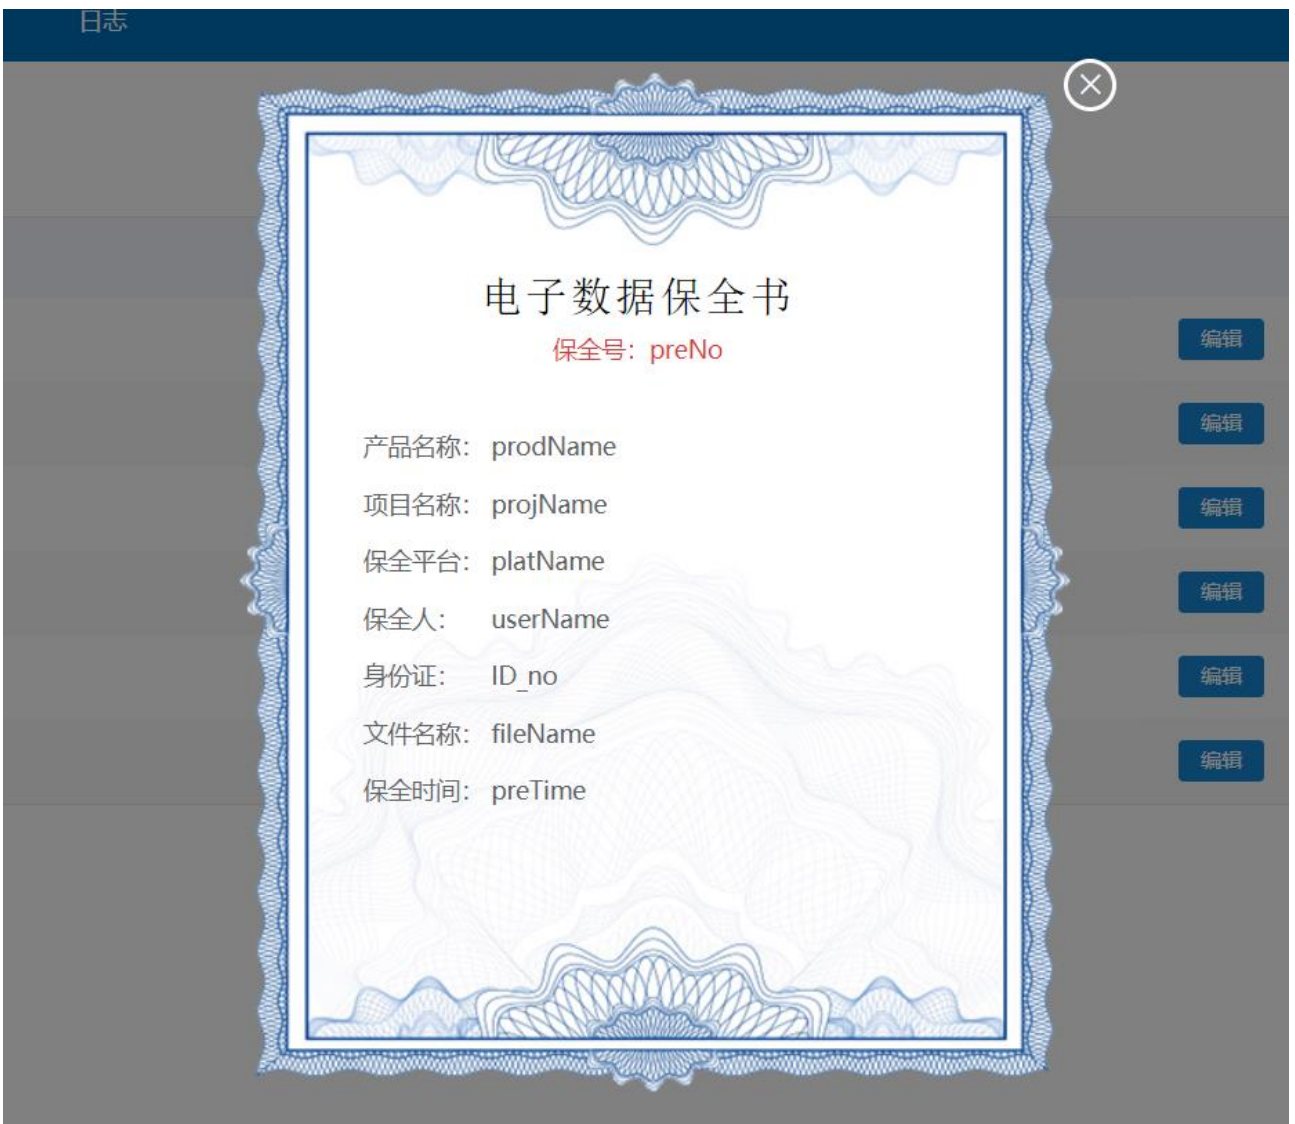 日志
电子数据保全书
保全号：preNo
编辑
编辑
产品名称： prodName
项目名称： projName
编辑
保全平台： platName
编辑
保全人： userName
身份证： ID_no
编辑
文件名称： fileName
编辑
保全时间： preTime